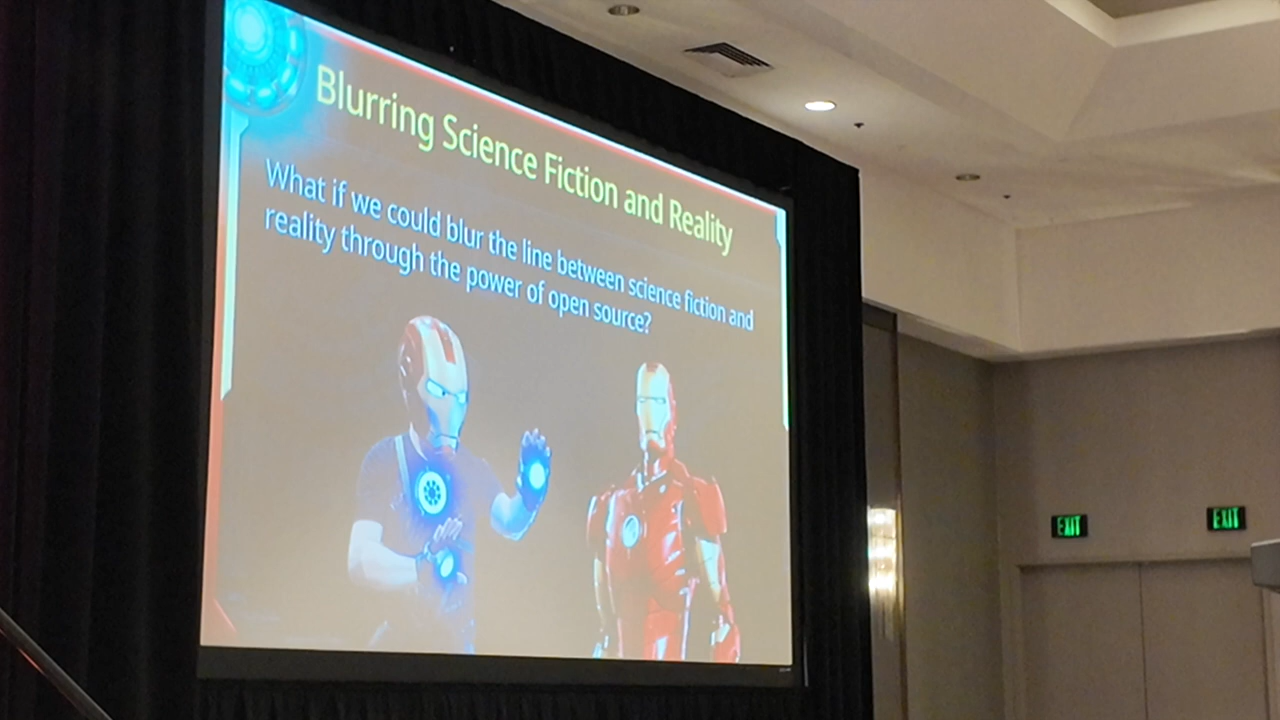 Blurring Science Fiction and Reality
What if we could blur the line between science fiction and
reality through the power of open source?
EXIT
EXIT